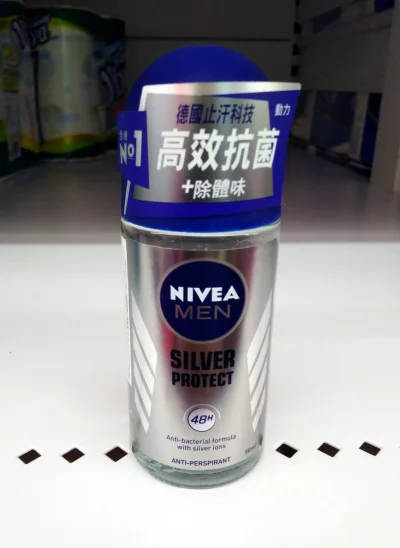 德國止汗科技
動力
高效抗菌
+除體味
No1
NIVEA
MEN
SILVER
PROTECT
48H
Anti-bacterial formula
with silver ions
ANTI-PERSPIRANT